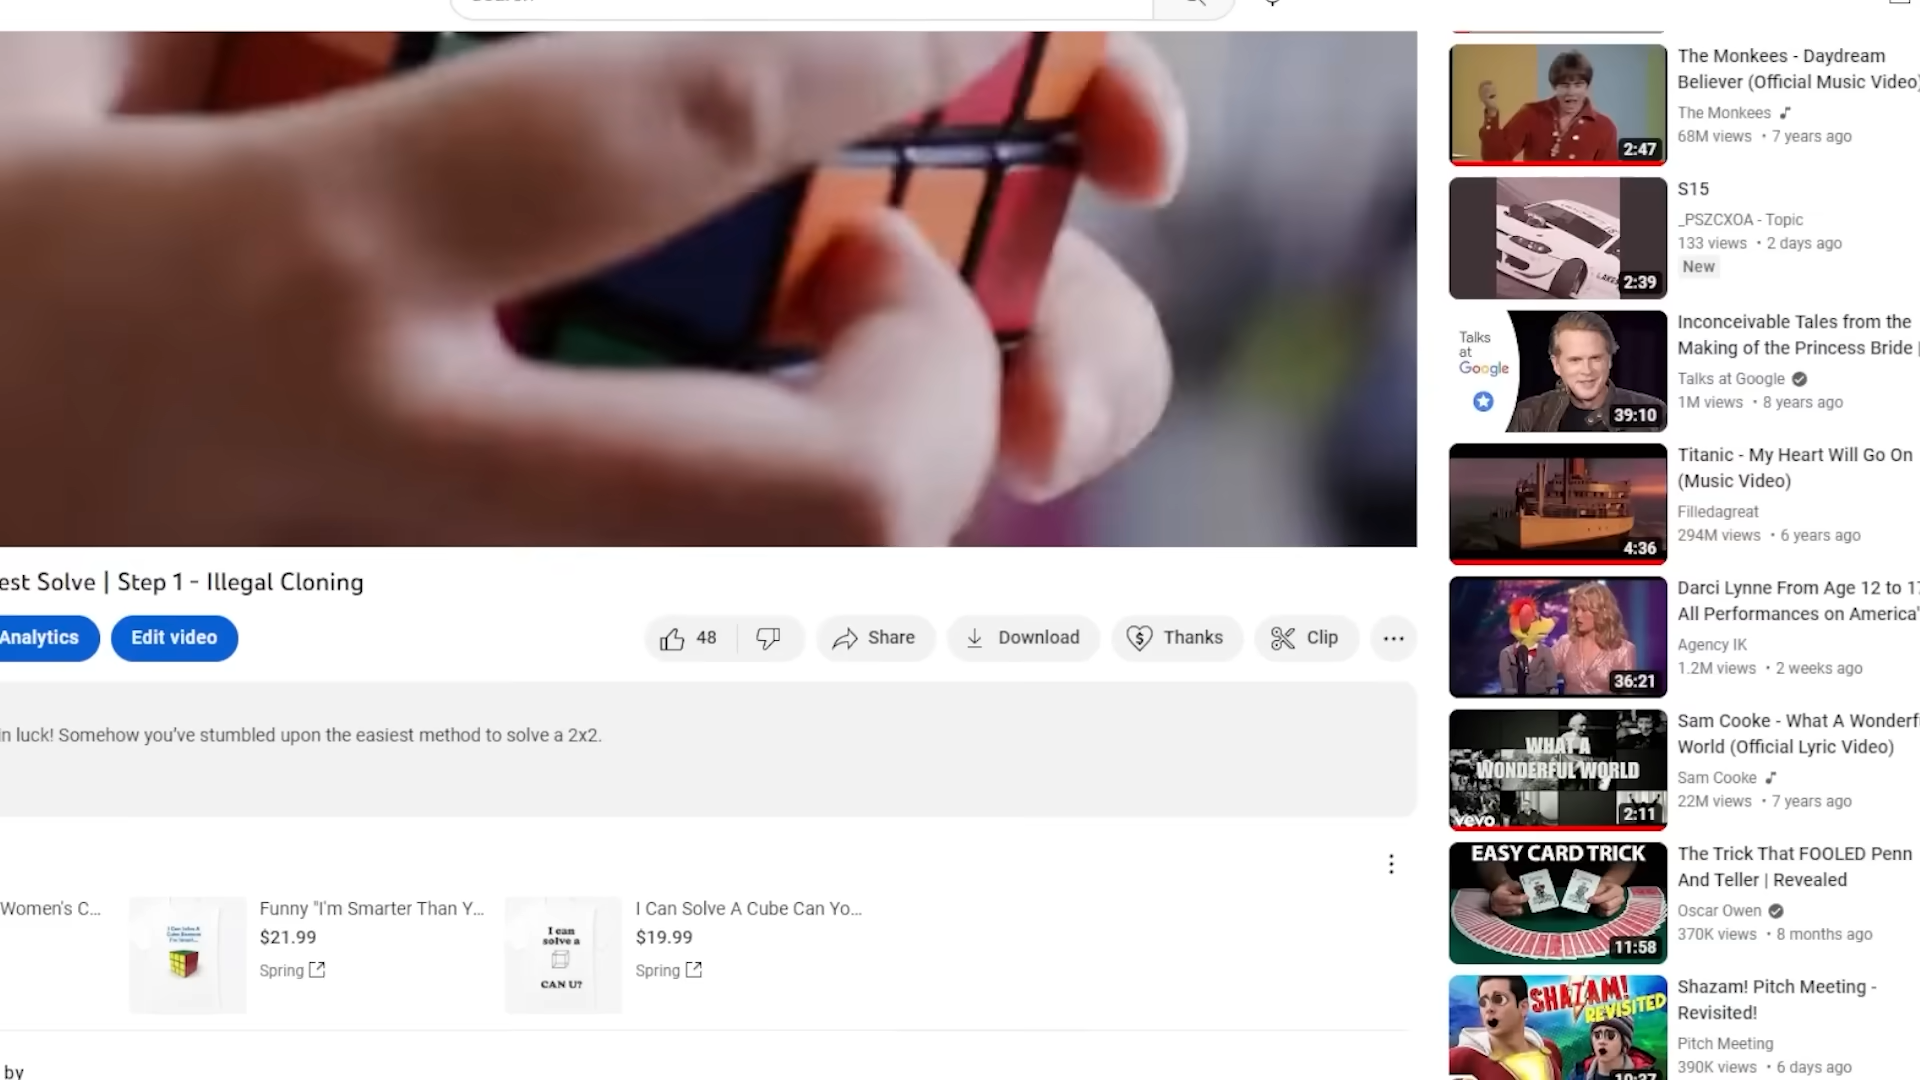 est Solve | Step 1 - Illegal Cloning
Analytics
Edit video
48
Share
Download
Thanks
Clip
in luck! Somehow you've stumbled upon the easiest method to solve a 2x2.
Women's C...
I can
solve a
CAN U?
Funny "I'm Smarter Than Y...
$21.99
Spring
I Can Solve A Cube Can Yo...
$19.99
Spring
by
2:47
The Monkees - Daydream
Believer (Official Music Video)
The Monkees
68M views • 7 years ago
2:39
S15
_PSZCXOA - Topic
133 views • 2 days ago
New
Talks
at
Google
39:10
Inconceivable Tales from the
Making of the Princess Bride |
Talks at Google
1M views • 8 years ago
4:36
Titanic - My Heart Will Go On
(Music Video)
Filledagreat
294M views • 6 years ago
36:21
Darci Lynne From Age 12 to 17
All Performances on America'
Agency IK
1.2M views • 2 weeks ago
WHAT A
WONDERFUL WORLD
vevo
2:11
Sam Cooke - What A Wonderf
World (Official Lyric Video)
Sam Cooke
22M views • 7 years ago
EASY CARD TRICK
11:58
The Trick That FOOLED Penn
And Teller | Revealed
Oscar Owen
370K views • 8 months ago
SHAZAM!
REVISITED
10:37
Shazam! Pitch Meeting -
Revisited!
Pitch Meeting
390K views • 6 days ago